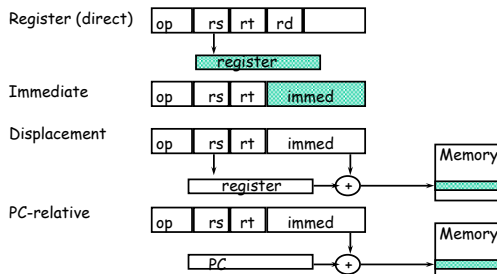 Register (direct)
op rs rt rd
register
Immediate
op rs rt immed
Displacement
op rs rt immed
Memory
register
+
PC-relative
op rs rt immed
Memory
PC
+